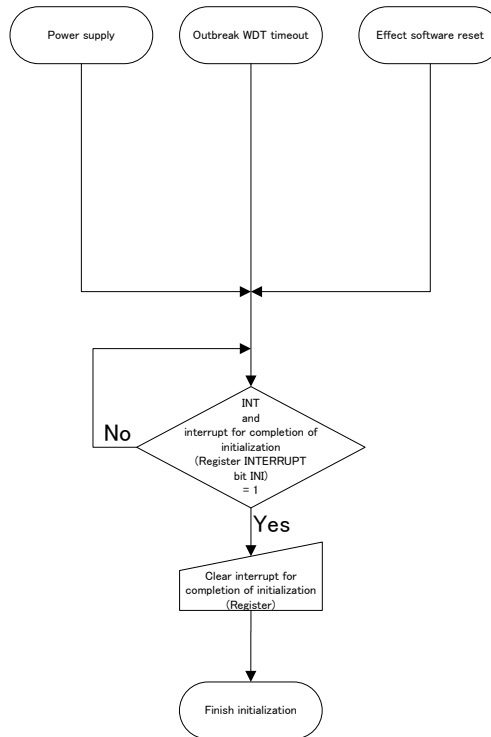 Power supply
Outbreak WDT timeout
Effect software reset
INT
and
interrupt for completion of
initialization
(Register INTERRUPT
bit INI)
= 1
No
Yes
Clear interrupt for
completion of initialization
(Register)
Finish initialization